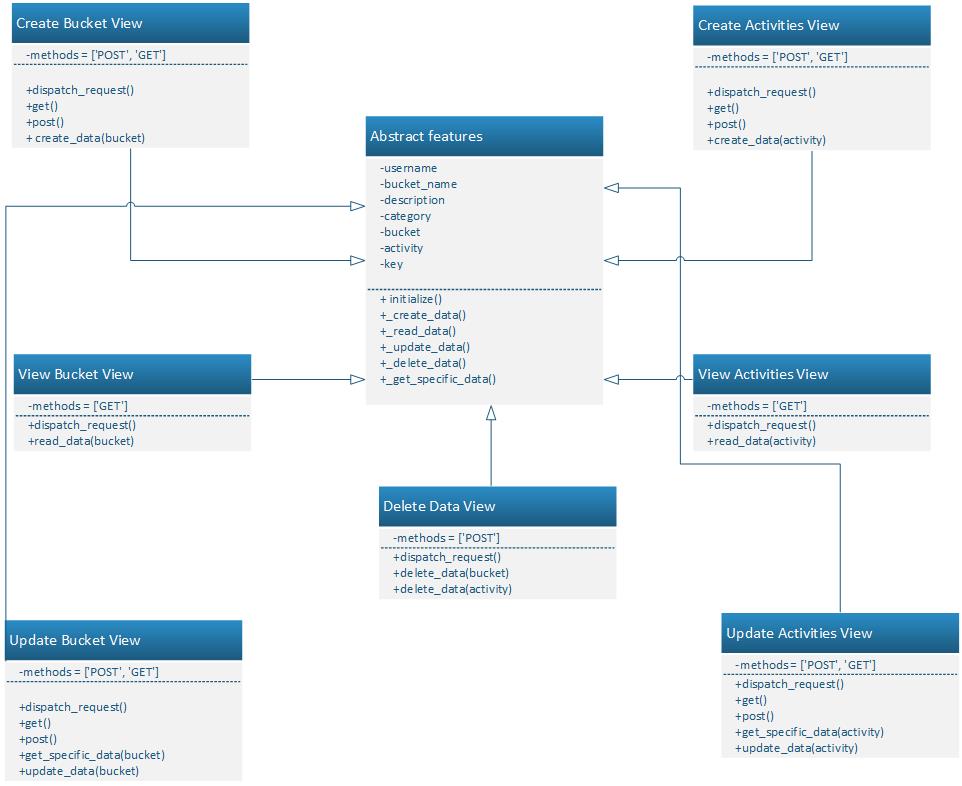 Create Bucket View
-methods = ['POST', 'GET']
+dispatch_request()
+get()
+post()
+ create_data(bucket)
Create Activities View
-methods = ['POST', 'GET']
+dispatch_request()
+get()
+post()
+create_data(activity)
Abstract features
-username
-bucket_name
-description
-category
-bucket
-activity
-key
+ initialize()
+_create_data()
+_read_data()
+_update_data()
+_delete_data()
+_get_specific_data()
View Bucket View
-methods = ['GET']
+dispatch_request()
+read_data(bucket)
View Activities View
-methods = ['GET']
+dispatch_request()
+read_data(activity)
Delete Data View
-methods = ['POST']
+dispatch_request()
+delete_data(bucket)
+delete_data(activity)
Update Bucket View
-methods = ['POST', 'GET']
+dispatch_request()
+get()
+post()
+get_specific_data(bucket)
+update_data(bucket)
Update Activities View
-methods = ['POST', 'GET']
+dispatch_request()
+get()
+post()
+get_specific_data(activity)
+update_data(activity)